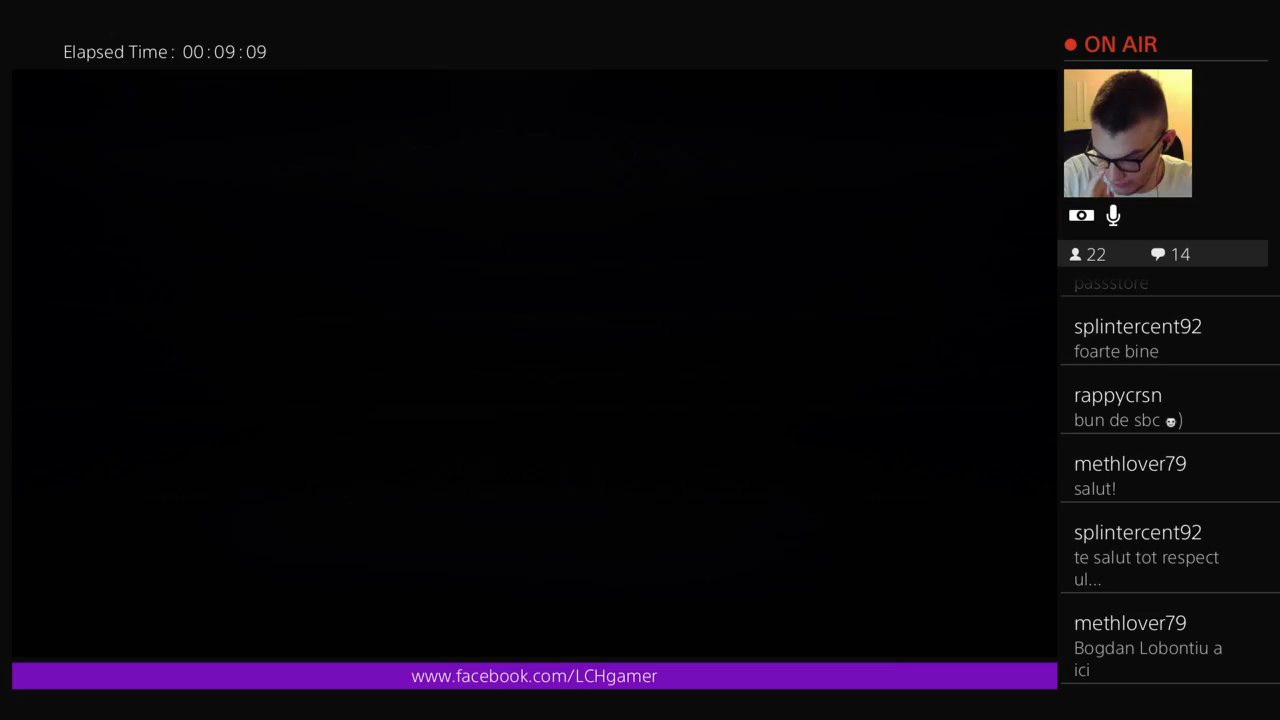 Elapsed Time: 00:09:09
ON AIR
22 14
passstore
splintercent92
foarte bine
rappycrsn
bun de sbc )
methlover79
salut!
splintercent92
te salut tot respect
ul...
methlover79
Bogdan Lobontiu a
ici
www.facebook.com/LCHgamer